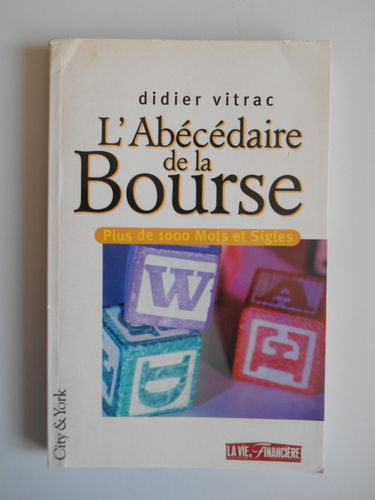 didier vitrac
L'Abécédaire
de la
Bourse
Plus de 1000 Mots et Sigles
W
A
D
E
City & York
LA VIE FINANCIÈRE